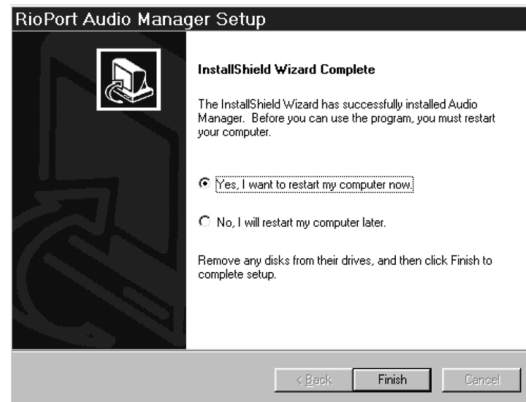 RioPort Audio Manager Setup
InstallShield Wizard Complete
The InstallShield Wizard has successfully installed Audio
Manager.  Before you can use the program, you must restart
your computer.
Yes, I want to restart my computer now.
No, I will restart my computer later.
Remove any disks from their drives, and then click Finish to
complete setup.
< Back
Finish
Cancel